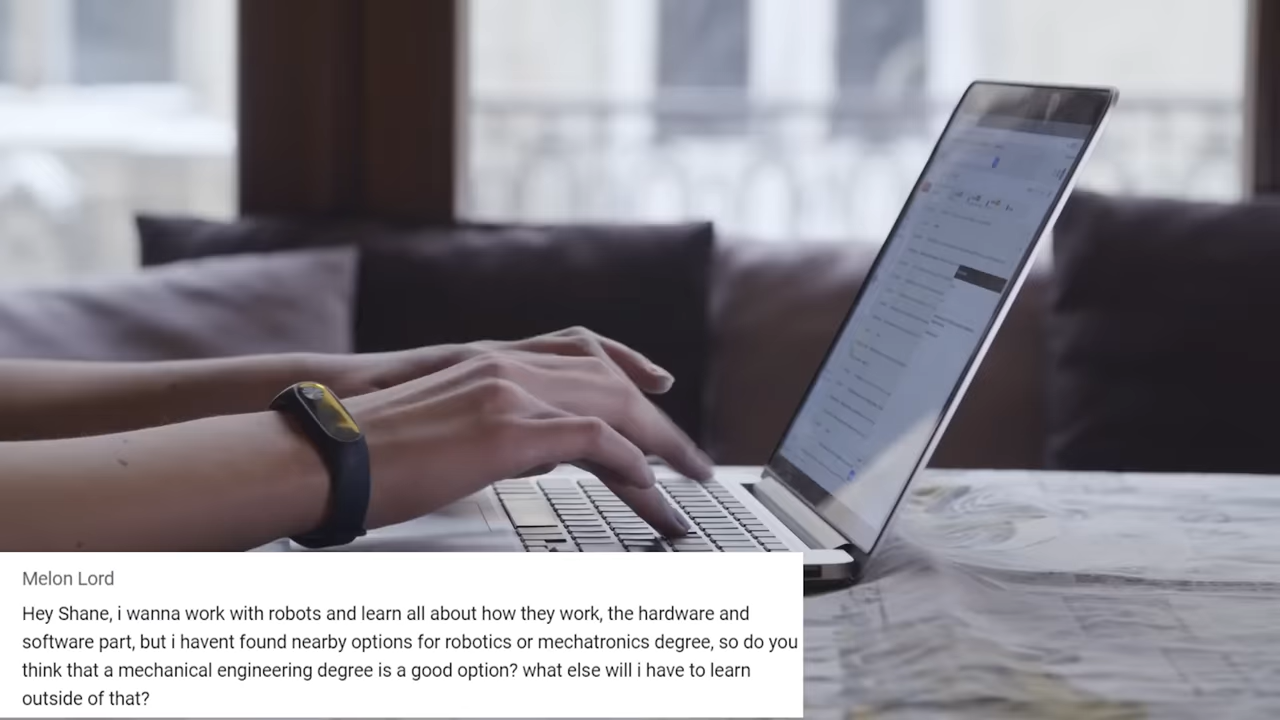 Melon Lord
Hey Shane, i wanna work with robots and learn all about how they work, the hardware and
software part, but i havent found nearby options for robotics or mechatronics degree, so do you
think that a mechanical engineering degree is a good option? what else will i have to learn
outside of that?